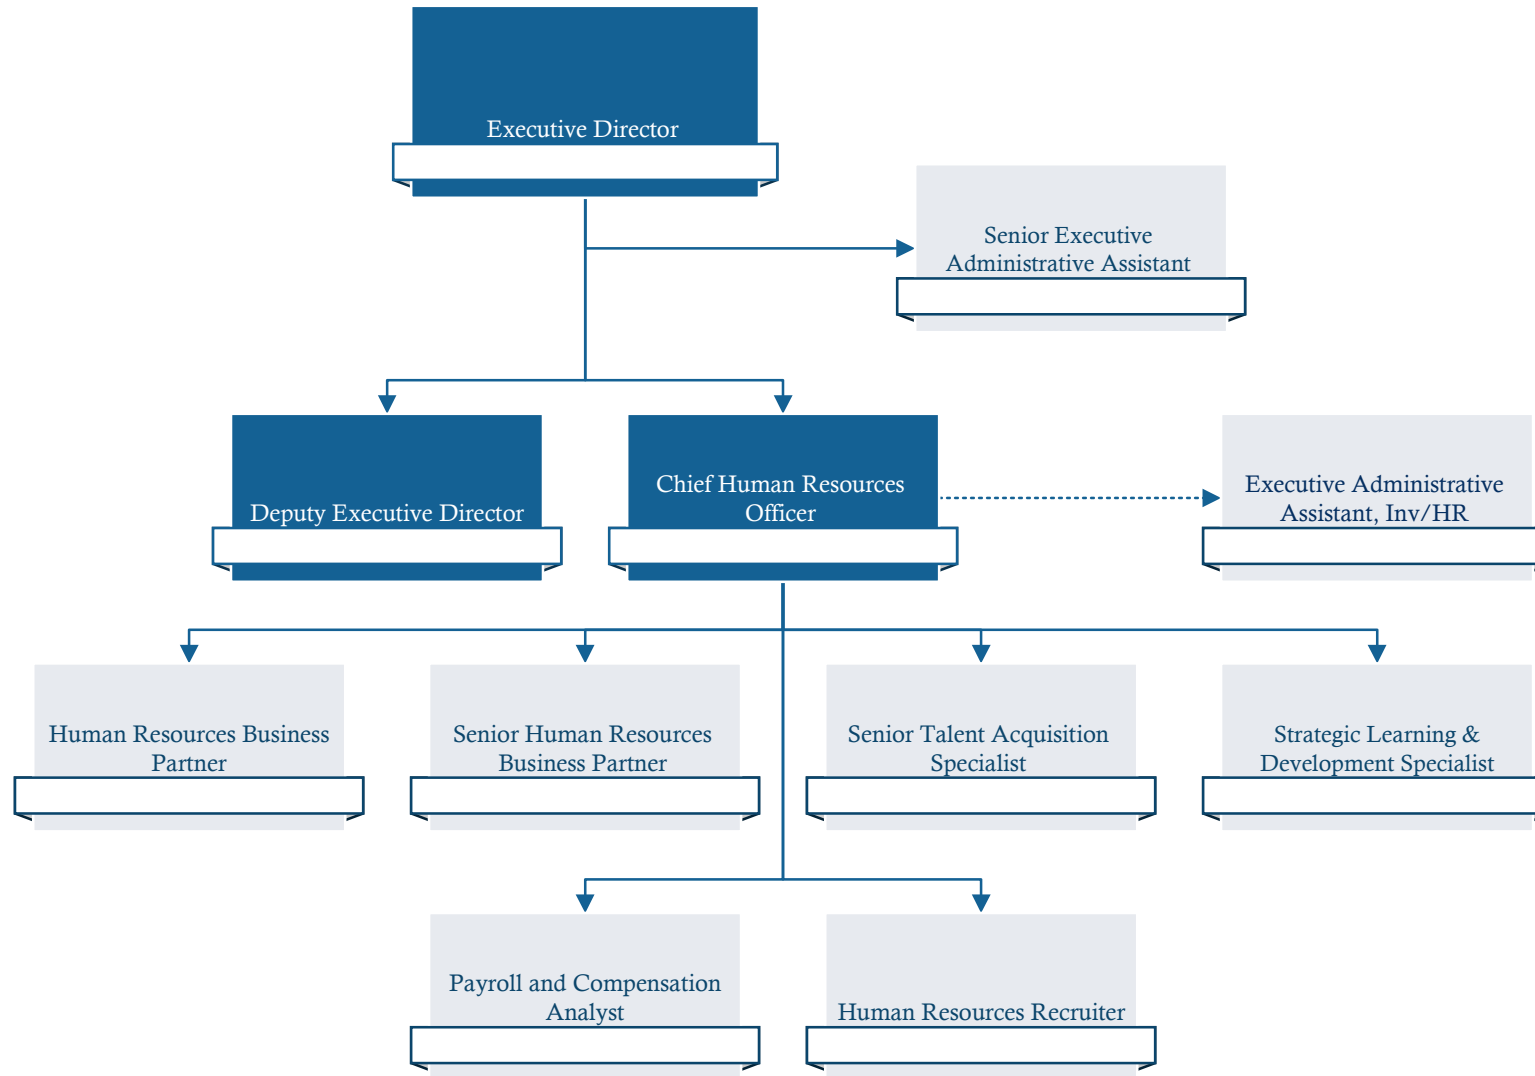 Executive Director
Senior Executive
Administrative Assistant
Deputy Executive Director
Chief Human Resources
Officer
Executive Administrative
Assistant, Inv/HR
Human Resources Business
Partner
Senior Human Resources
Business Partner
Senior Talent Acquisition
Specialist
Strategic Learning &
Development Specialist
Payroll and Compensation
Analyst
Human Resources Recruiter